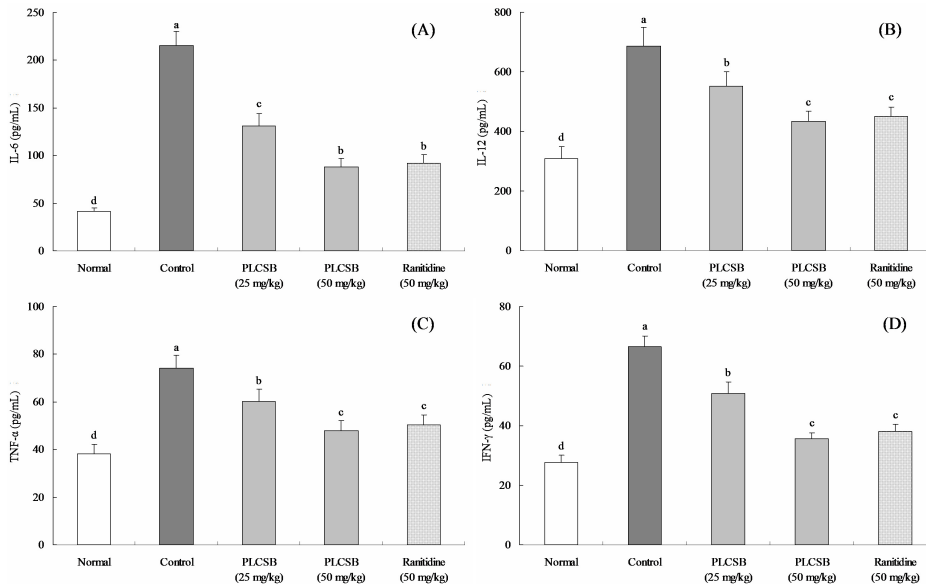 (A)
IL-6 (pg/mL)
250
200
150
100
50
0
d
a
c
b
b
Normal
Control
PLCSB
(25 mg/kg)
PLCSB
(50 mg/kg)
Ranitidine
(50 mg/kg)
(B)
IL-12 (pg/mL)
800
600
400
200
0
d
a
b
c
c
Normal
Control
PLCSB
(25 mg/kg)
PLCSB
(50 mg/kg)
Ranitidine
(50 mg/kg)
(C)
TNF-α (pg/mL)
100
80
60
40
20
0
d
a
b
c
c
Normal
Control
PLCSB
(25 mg/kg)
PLCSB
(50 mg/kg)
Ranitidine
(50 mg/kg)
(D)
IFN-γ (pg/mL)
80
60
40
20
0
d
a
b
c
c
Normal
Control
PLCSB
(25 mg/kg)
PLCSB
(50 mg/kg)
Ranitidine
(50 mg/kg)